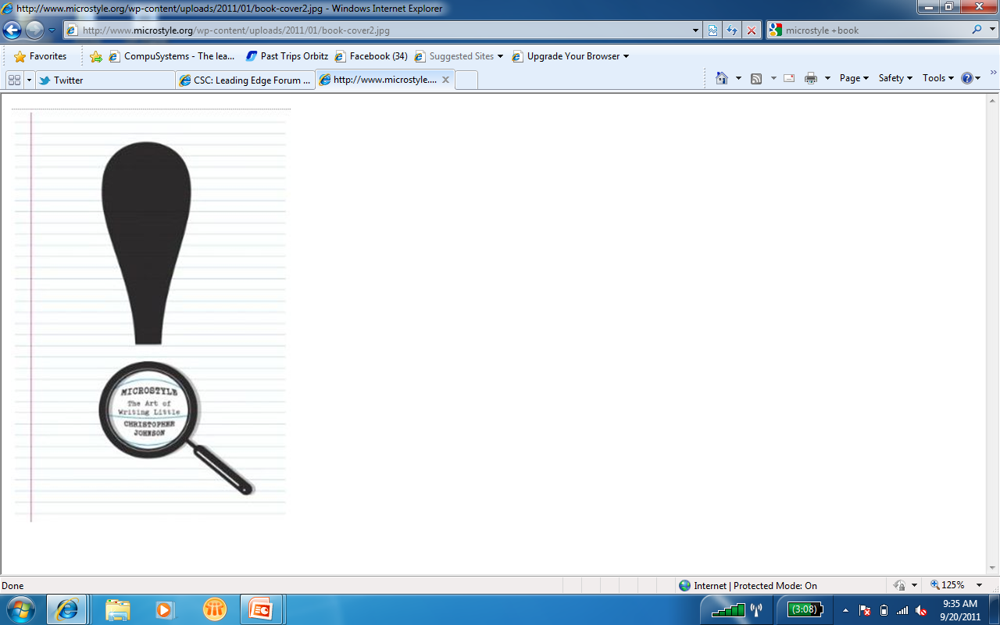 http://www.microstyle.org/wp-content/uploads/2011/01/book-cover2.jpg - Windows Internet Explorer
http://www.microstyle.org/wp-content/uploads/2011/01/book-cover2.jpg
microstyle +book
Favorites
CompuSystems - The lea...
Past Trips Orbitz
Facebook (34)
Suggested Sites
Upgrade Your Browser
Twitter
CSC: Leading Edge Forum ...
http://www.microstyle....
Page
Safety
Tools
!
MICROSTYLE
The Art of
Writing Little
CHRISTOPHER
JOHNSON
Done
Internet | Protected Mode: On
125%
(3:08)
9:35 AM
9/20/2011